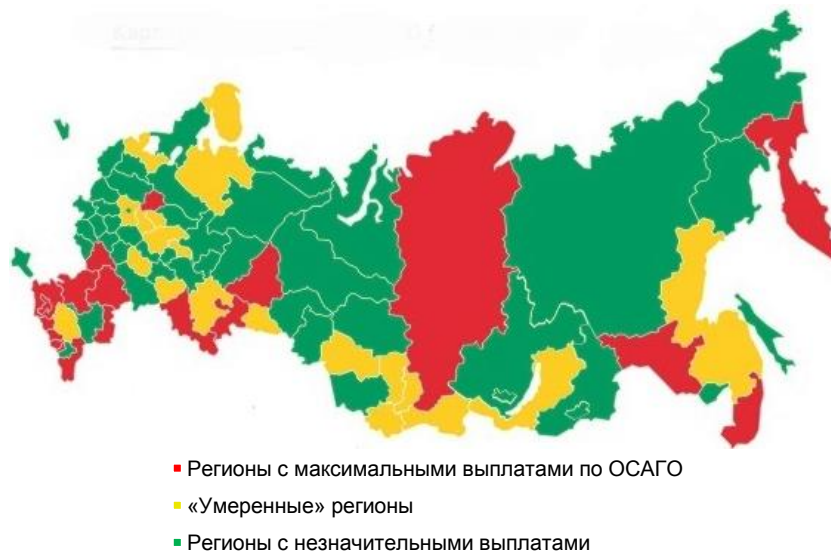 Регионы с максимальными выплатами по ОСАГО
«Умеренные» регионы
Регионы с незначительными выплатами